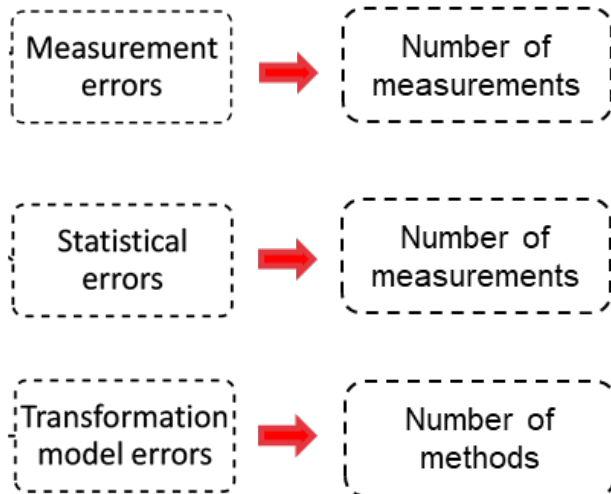 Measurement
errors
Number of
measurements
Statistical
errors
Number of
measurements
Transformation
model errors
Number of
methods